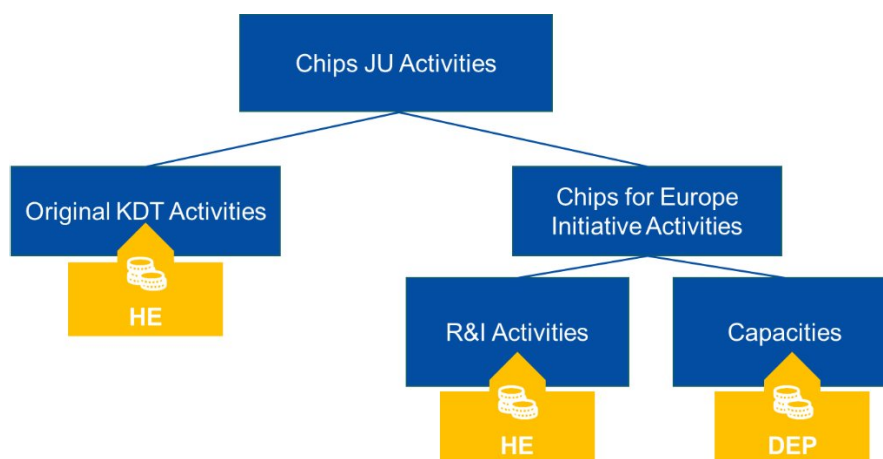 Chips JU Activities
Original KDT Activities
Chips for Europe
Initiative Activities
HE
R&I Activities
Capacities
HE
DEP